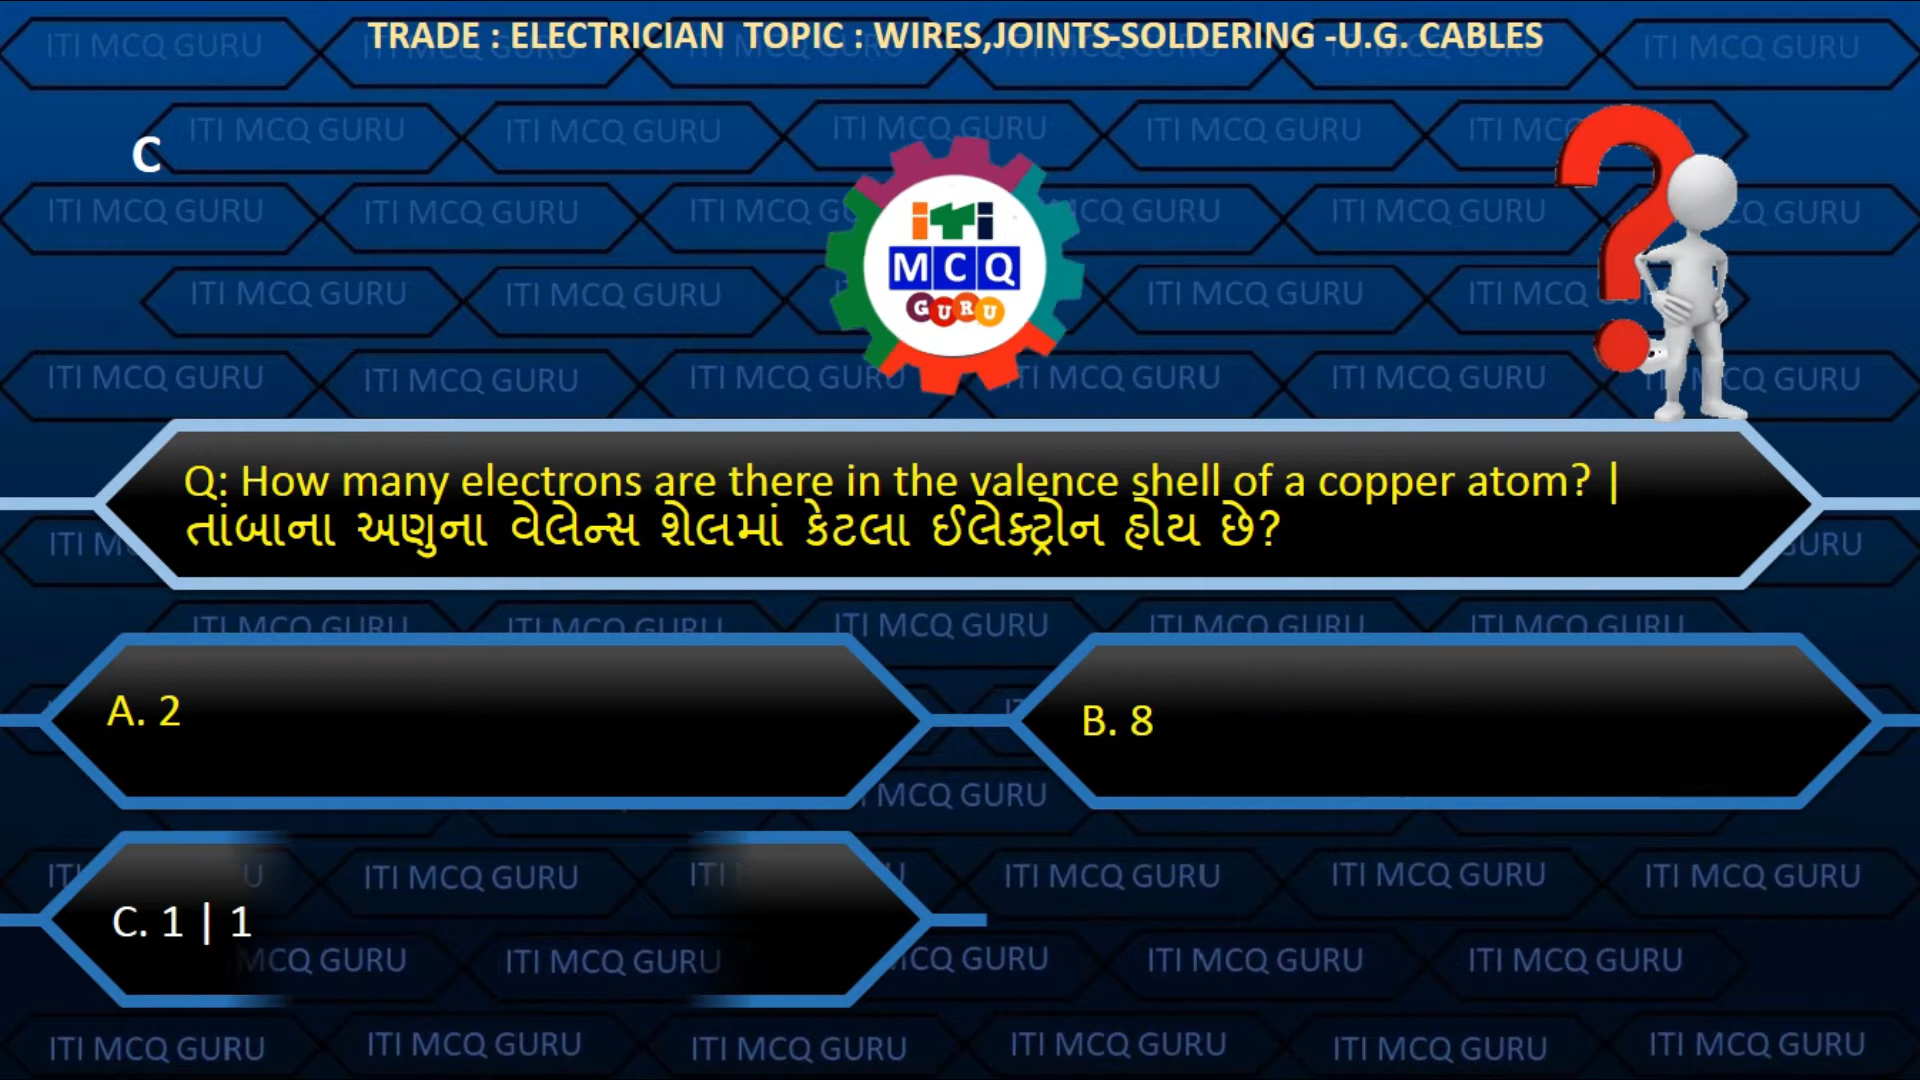 TRADE : ELECTRICIAN TOPIC : WIRES,JOINTS-SOLDERING -U.G. CABLES
C
iTi
MCQ
GURU
Q: How many electrons are there in the valence shell of a copper atom? |
તાંબાના અણુના વેલેન્સ શેલમાં કેટલા ઈલેક્ટ્રોન હોય છે?
A. 2
B. 8
C. 1 | 1
ITI MCQ GURU